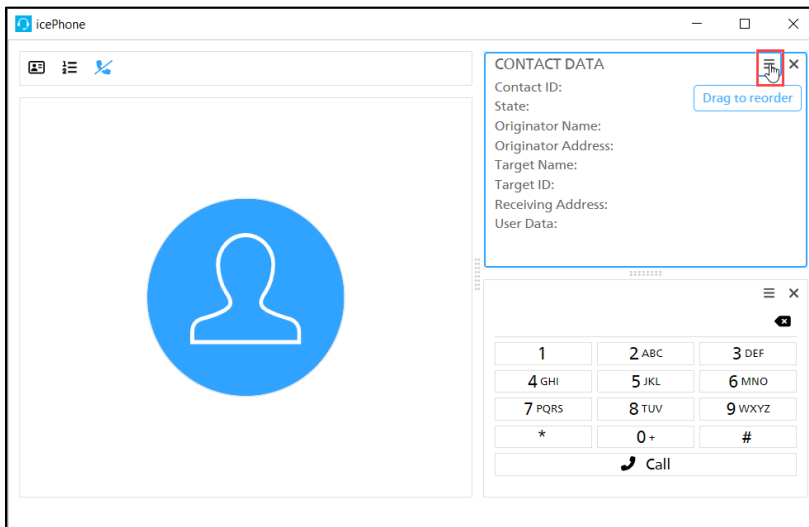 icePhone
CONTACT DATA
Drag to reorder
Contact ID:
State:
Originator Name:
Originator Address:
Target Name:
Target ID:
Receiving Address:
User Data:
1 2 ABC 3 DEF
4 GHI 5 JKL 6 MNO
7 PQRS 8 TUV 9 WXYZ
* 0 + #
Call